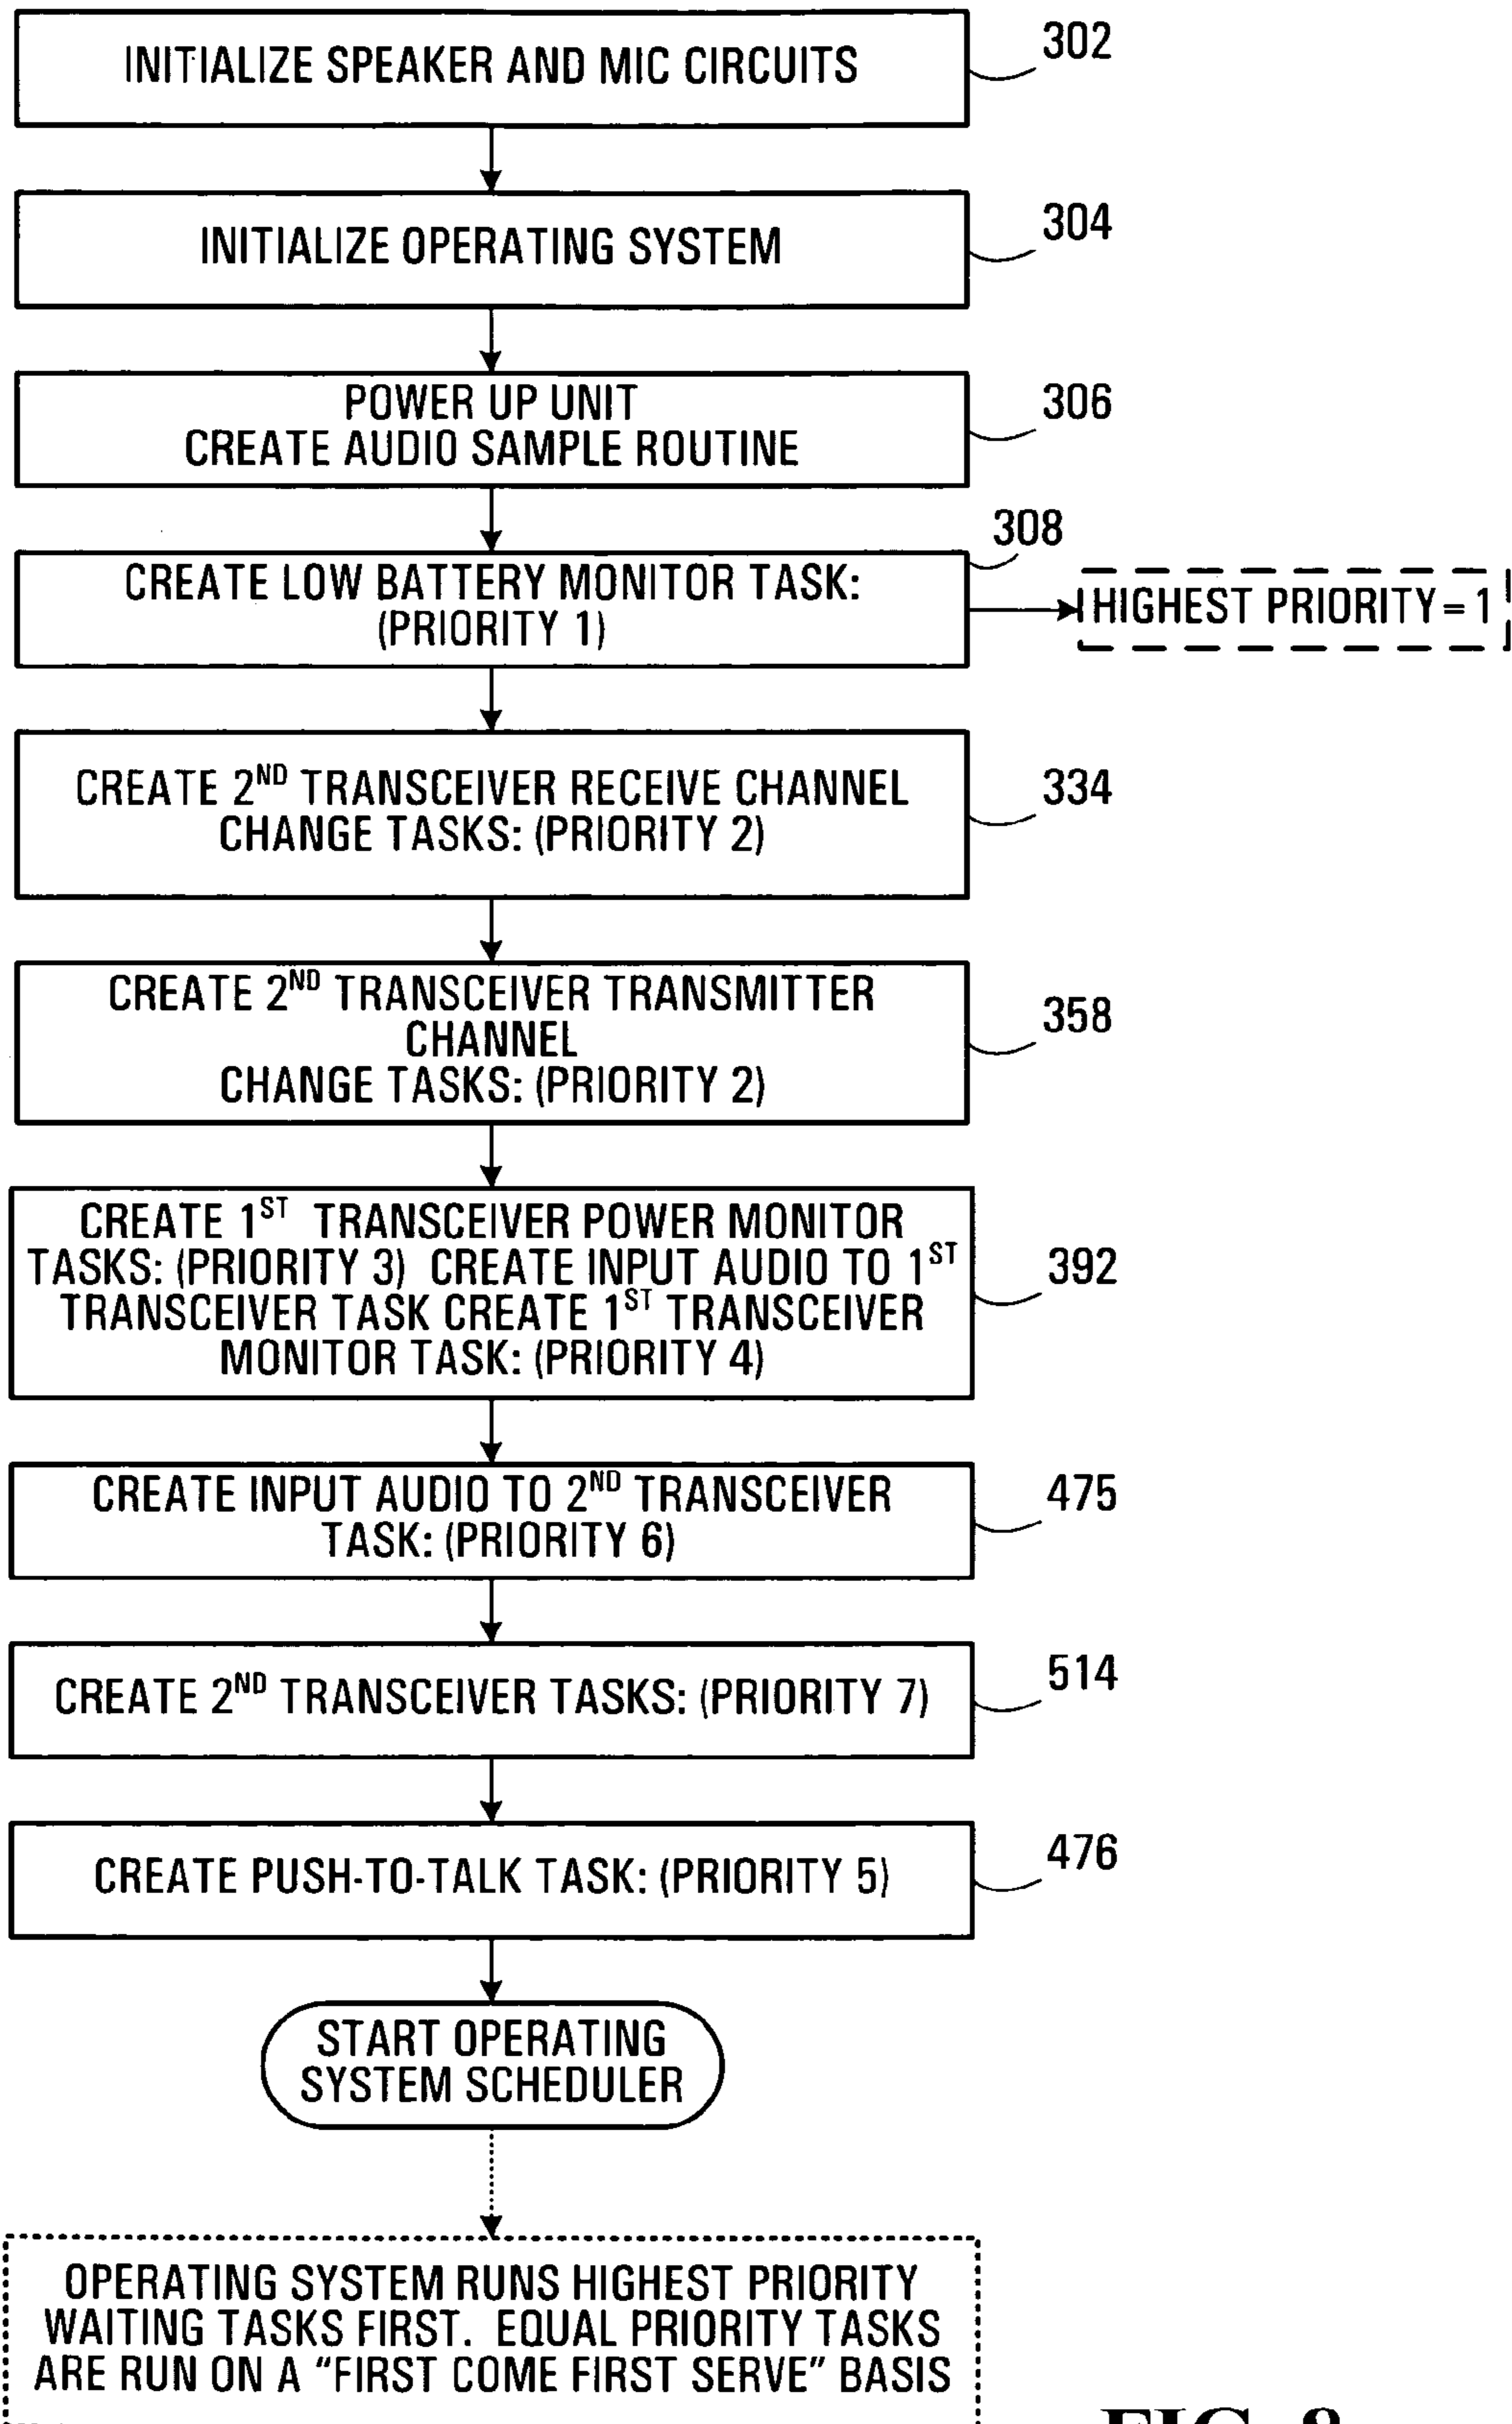 INITIALIZE SPEAKER AND MIC CIRCUITS
302
INITIALIZE OPERATING SYSTEM
304
POWER UP UNIT
CREATE AUDIO SAMPLE ROUTINE
306
308
CREATE LOW BATTERY MONITOR TASK:
(PRIORITY 1)
HIGHEST PRIORITY = 1
CREATE 2ND TRANSCEIVER RECEIVE CHANNEL
CHANGE TASKS: (PRIORITY 2)
334
CREATE 2ND TRANSCEIVER TRANSMITTER
CHANNEL
CHANGE TASKS: (PRIORITY 2)
358
CREATE 1ST TRANSCEIVER POWER MONITOR
TASKS: (PRIORITY 3) CREATE INPUT AUDIO TO 1ST
TRANSCEIVER TASK CREATE 1ST TRANSCEIVER
MONITOR TASK: (PRIORITY 4)
392
CREATE INPUT AUDIO TO 2ND TRANSCEIVER
TASK: (PRIORITY 6)
475
CREATE 2ND TRANSCEIVER TASKS: (PRIORITY 7)
514
CREATE PUSH-TO-TALK TASK: (PRIORITY 5)
476
START OPERATING
SYSTEM SCHEDULER
OPERATING SYSTEM RUNS HIGHEST PRIORITY
WAITING TASKS FIRST. EQUAL PRIORITY TASKS
ARE RUN ON A “FIRST COME FIRST SERVE” BASIS